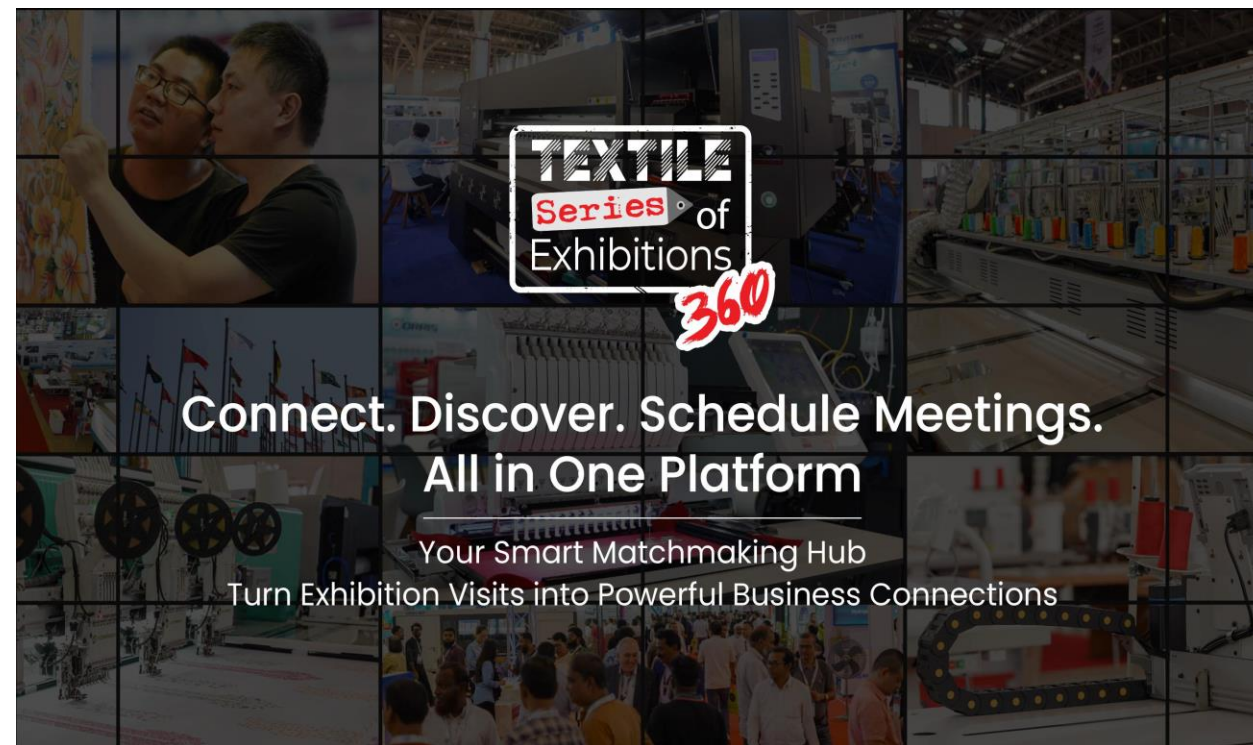 TEXTILE
Series of
Exhibitions
360
Connect. Discover. Schedule Meetings.
All in One Platform
Your Smart Matchmaking Hub
Turn Exhibition Visits into Powerful Business Connections